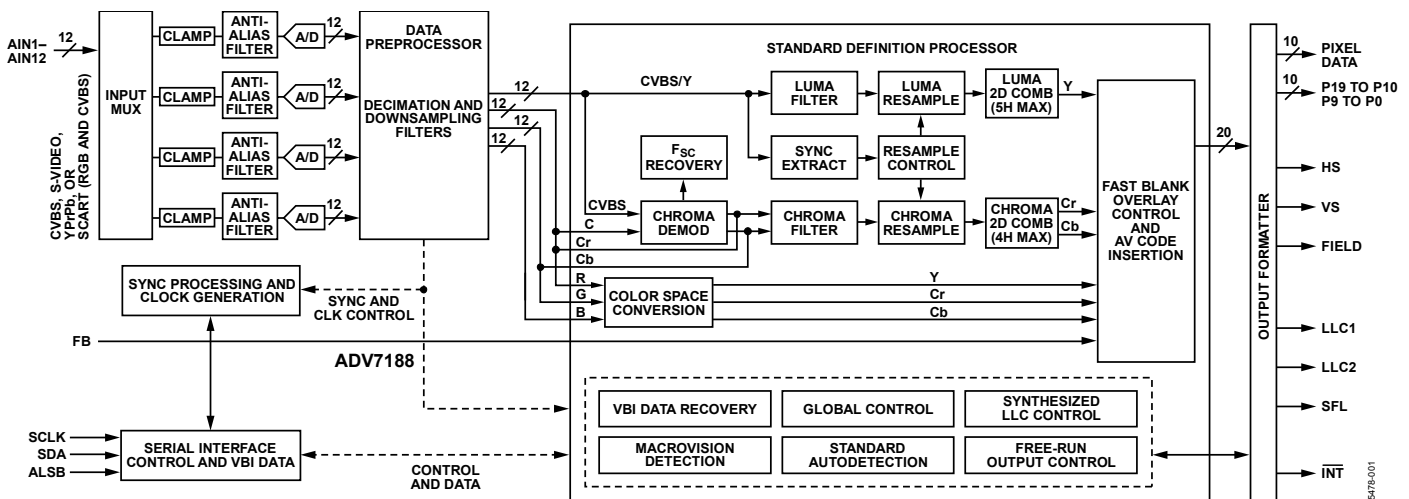 AIN1–
AIN12
12
INPUT
MUX
CVBS, S-VIDEO,
YPrPb, OR
SCART (RGB AND CVBS)
CLAMP
ANTI-
ALIAS
FILTER
A/D
12
CLAMP
ANTI-
ALIAS
FILTER
A/D
12
CLAMP
ANTI-
ALIAS
FILTER
A/D
12
CLAMP
ANTI-
ALIAS
FILTER
A/D
12
DATA
PREPROCESSOR
DECIMATION AND
DOWNSAMPLING
FILTERS
12
12
12
12
STANDARD DEFINITION PROCESSOR
CVBS/Y
LUMA
FILTER
LUMA
RESAMPLE
LUMA
2D COMB
(5H MAX)
Y
FSC
RECOVERY
SYNC
EXTRACT
RESAMPLE
CONTROL
CVBS
C
CHROMA
DEMOD
CHROMA
FILTER
CHROMA
RESAMPLE
CHROMA
2D COMB
(4H MAX)
Cr
Cb
Cr
Cb
R
G
B
COLOR SPACE
CONVERSION
Y
Cr
Cb
FAST BLANK
OVERLAY
CONTROL
AND
AV CODE
INSERTION
20
OUTPUT FORMATTER
10
PIXEL
DATA
10
P19 TO P10
P9 TO P0
HS
VS
FIELD
LLC1
LLC2
SFL
INT
SYNC PROCESSING AND
CLOCK GENERATION
SYNC AND
CLK CONTROL
FB
ADV7188
VBI DATA RECOVERY
GLOBAL CONTROL
SYNTHESIZED
LLC CONTROL
MACROVISION
DETECTION
STANDARD
AUTODETECTION
FREE-RUN
OUTPUT CONTROL
SCLK
SDA
ALSB
SERIAL INTERFACE
CONTROL AND VBI DATA
CONTROL
AND DATA
5478-001